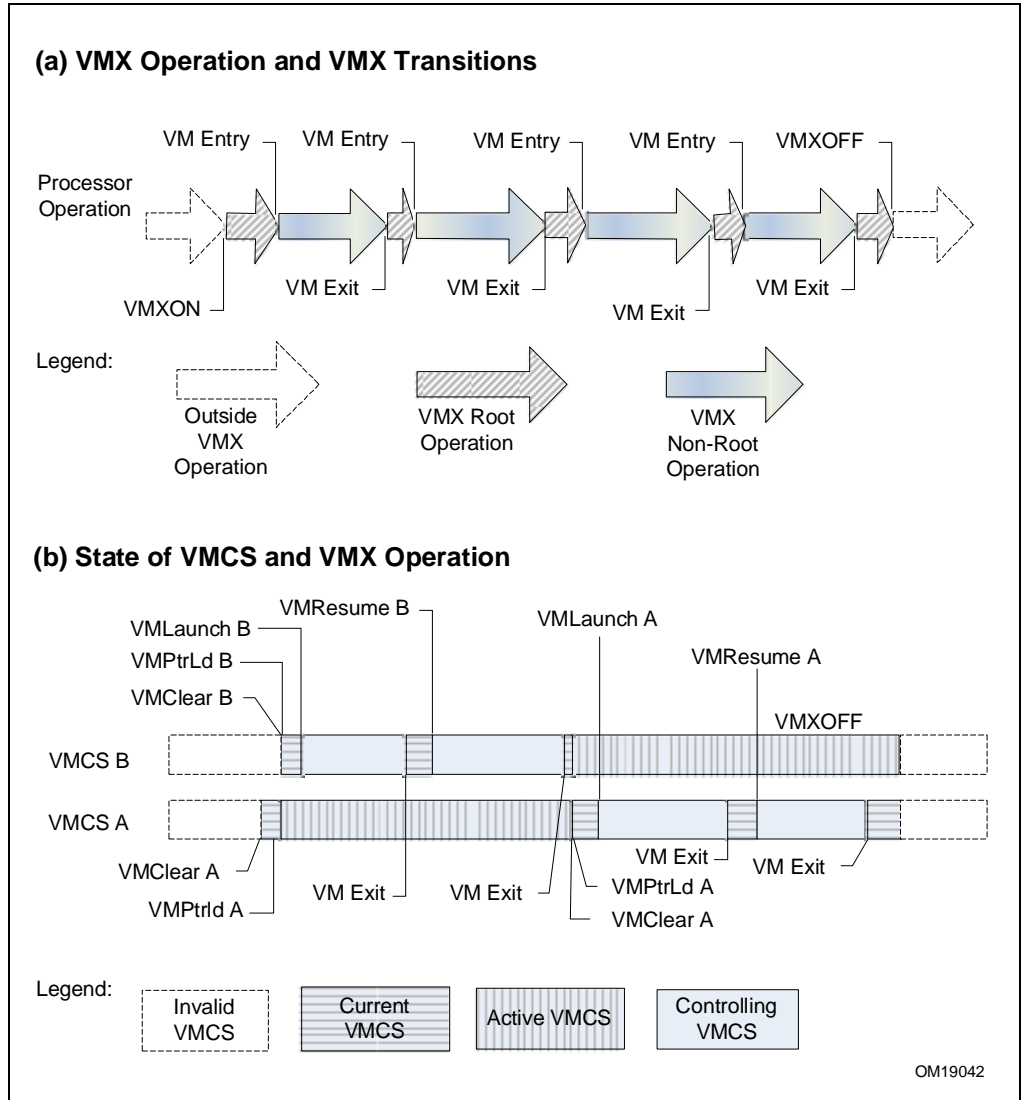 (a) VMX Operation and VMX Transitions
VM Entry
VM Entry
VM Entry
VM Entry
VMXOFF
Processor
Operation
VMXON
VM Exit
VM Exit
VM Exit
VM Exit
Legend:
Outside
VMX
Operation
VMX Root
Operation
VMX
Non-Root
Operation
(b) State of VMCS and VMX Operation
VMResume B
VMLaunch A
VMLaunch B
VMPtrLd B
VMResume A
VMClear B
VMXOFF
VMCS B
VMCS A
VMClear A
VMPtrld A
VM Exit
VM Exit
VM Exit
VM Exit
VMPtrLd A
VMClear A
Legend:
Invalid
VMCS
Current
VMCS
Active VMCS
Controlling
VMCS
OM19042